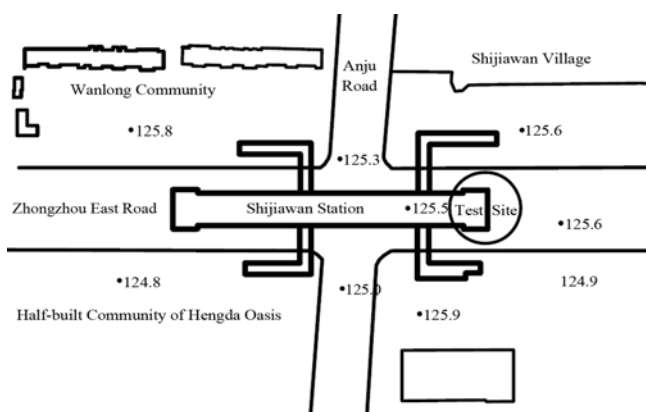 Anju
Road
Shijiawan Village
Wanlong Community
125.8
125.3
125.6
Zhongzhou East Road
Shijiawan Station
125.5
Test Site
125.6
124.8
125.0
124.9
Half-built Community of Hengda Oasis
125.9